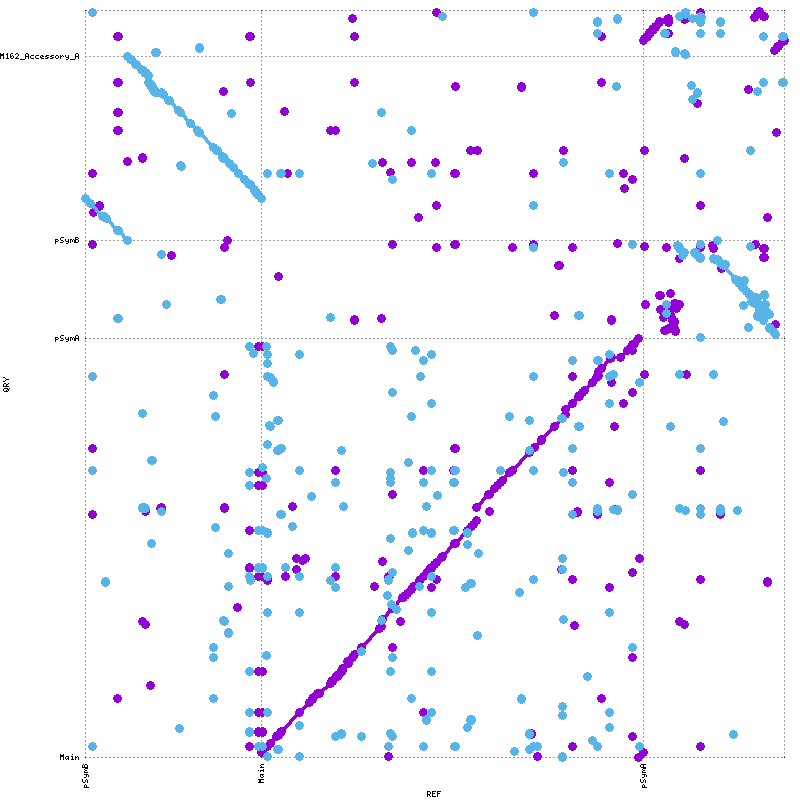 M162_Accessory_A
pSymB
pSymA
QRY
Main
pSymB
Main
pSymA
REF